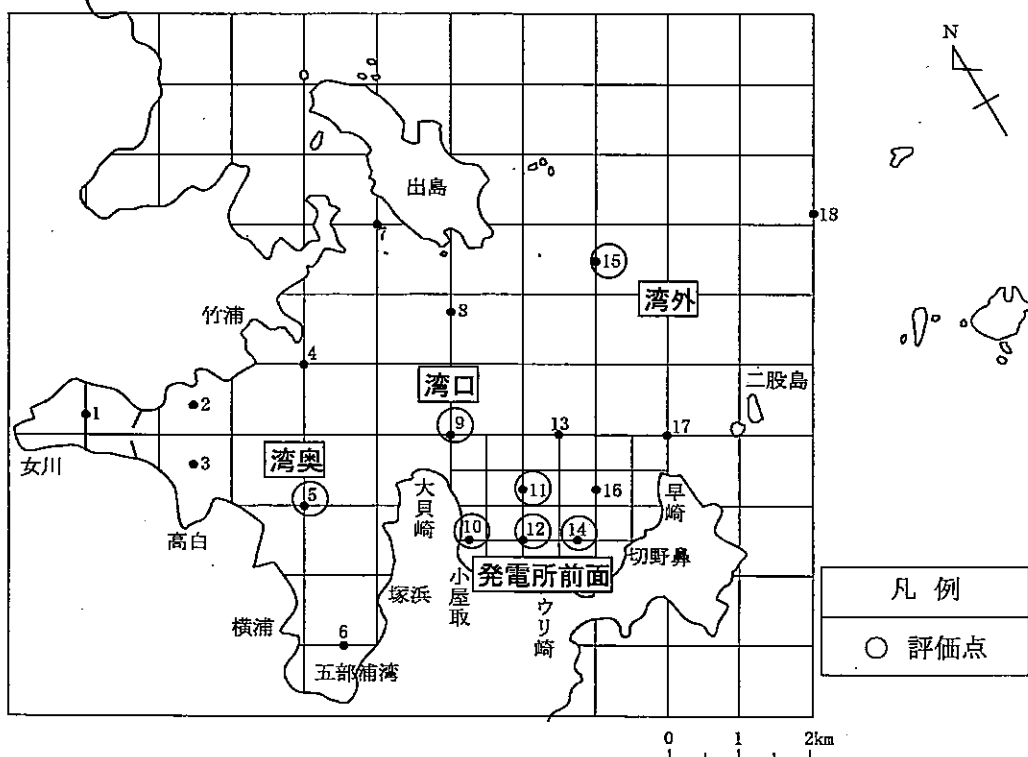 N
出島
18
7
15
湾外
竹浦
8
4
二股島
湾口
1
2
9
13
17
女川
3
湾奥
大貝崎
11
16
早崎
5
高白
10
12
14
切野鼻
発電所前面
塚浜
小屋取
ウリ崎
横浦
6
五部浦湾
凡例
○ 評価点
0 1 2km